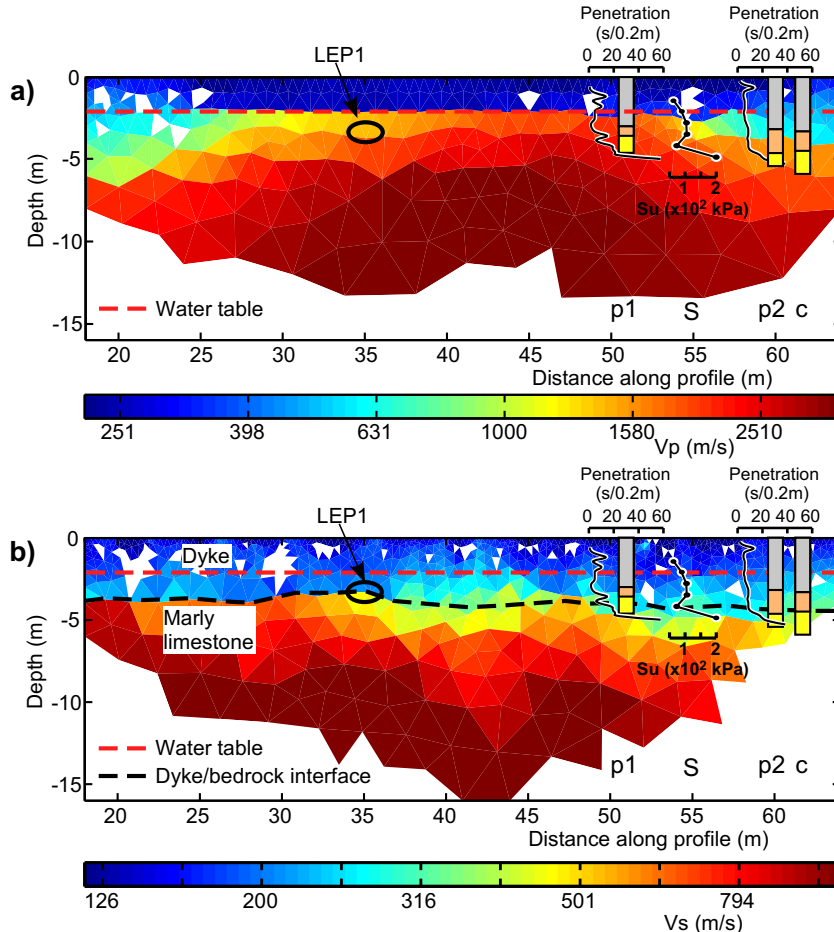 Penetration
(s/0.2m)
0 20 40 60
Penetration
(s/0.2m)
0 20 40 60
LEP1
a)
0
-5
-10
-15
Depth (m)
1 2
Su (x10² kPa)
Water table
p1 S p2 c
20 25 30 35 40 45 50 55 60
Distance along profile (m)
251 398 631 1000 1580 2510
Vp (m/s)
Penetration
(s/0.2m)
0 20 40 60
Penetration
(s/0.2m)
0 20 40 60
LEP1
b)
0
-5
-10
-15
Depth (m)
Dyke
Marly
limestone
1 2
Su (x10² kPa)
Water table
Dyke/bedrock interface
p1 S p2 c
20 25 30 35 40 45 50 55 60
Distance along profile (m)
126 200 316 501 794
Vs (m/s)